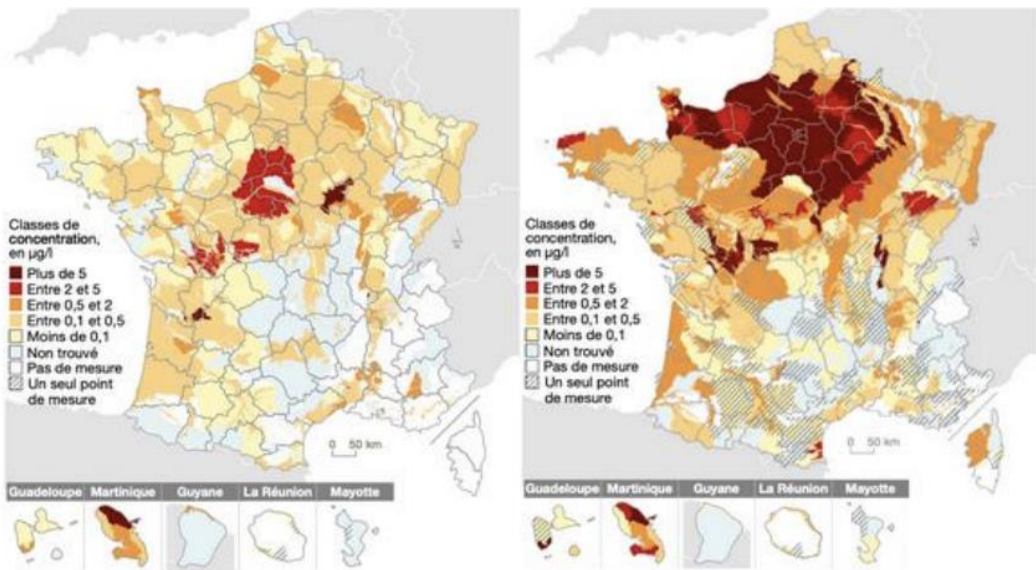 Classes de
concentration,
en µg/l
Plus de 5
Entre 2 et 5
Entre 0,5 et 2
Entre 0,1 et 0,5
Moins de 0,1
Non trouvé
Pas de mesure
Un seul point
de mesure
0 50 km
Guadeloupe Martinique Guyane La Réunion Mayotte
Classes de
concentration,
en µg/l
Plus de 5
Entre 2 et 5
Entre 0,5 et 2
Entre 0,1 et 0,5
Moins de 0,1
Non trouvé
Pas de mesure
Un seul point
de mesure
0 50 km
Guadeloupe Martinique Guyane La Réunion Mayotte